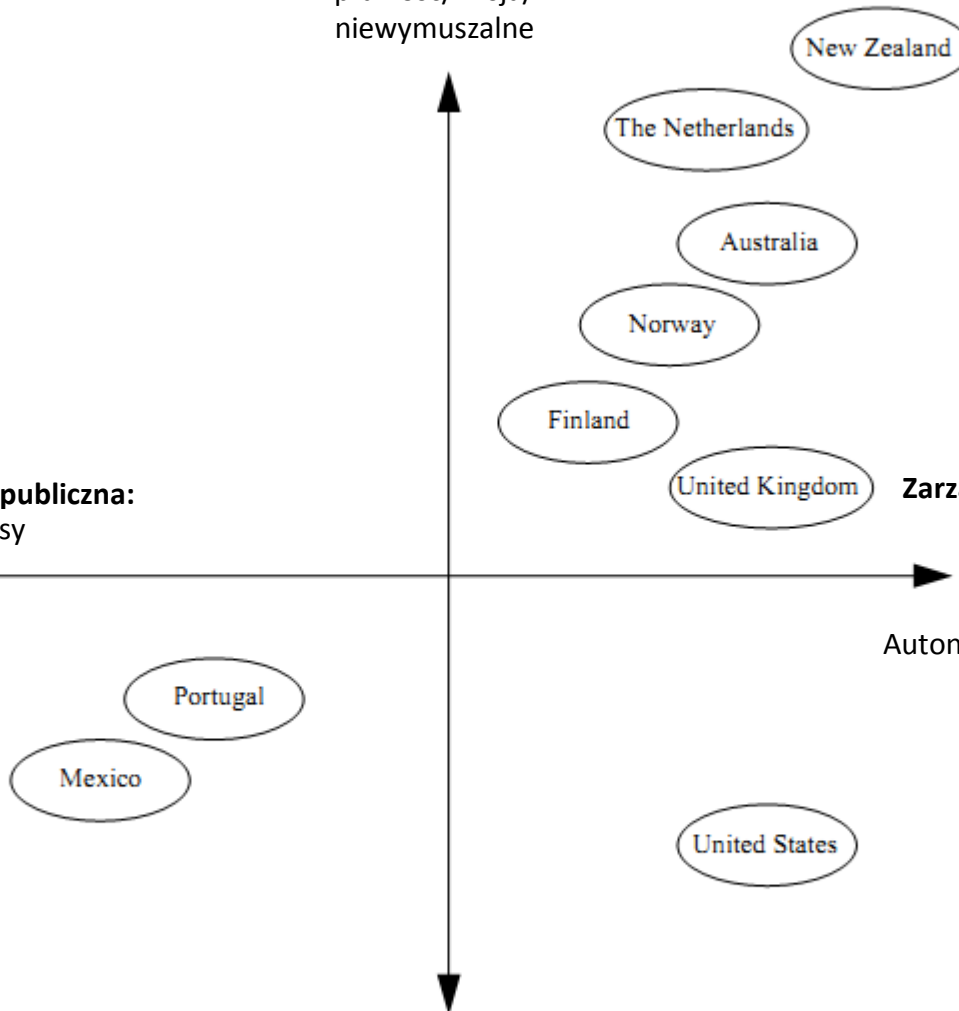 niewymuszalne
New Zealand
The Netherlands
Australia
Norway
Finland
United Kingdom
publiczna:
Zarz
sy
Auton
Portugal
Mexico
United States